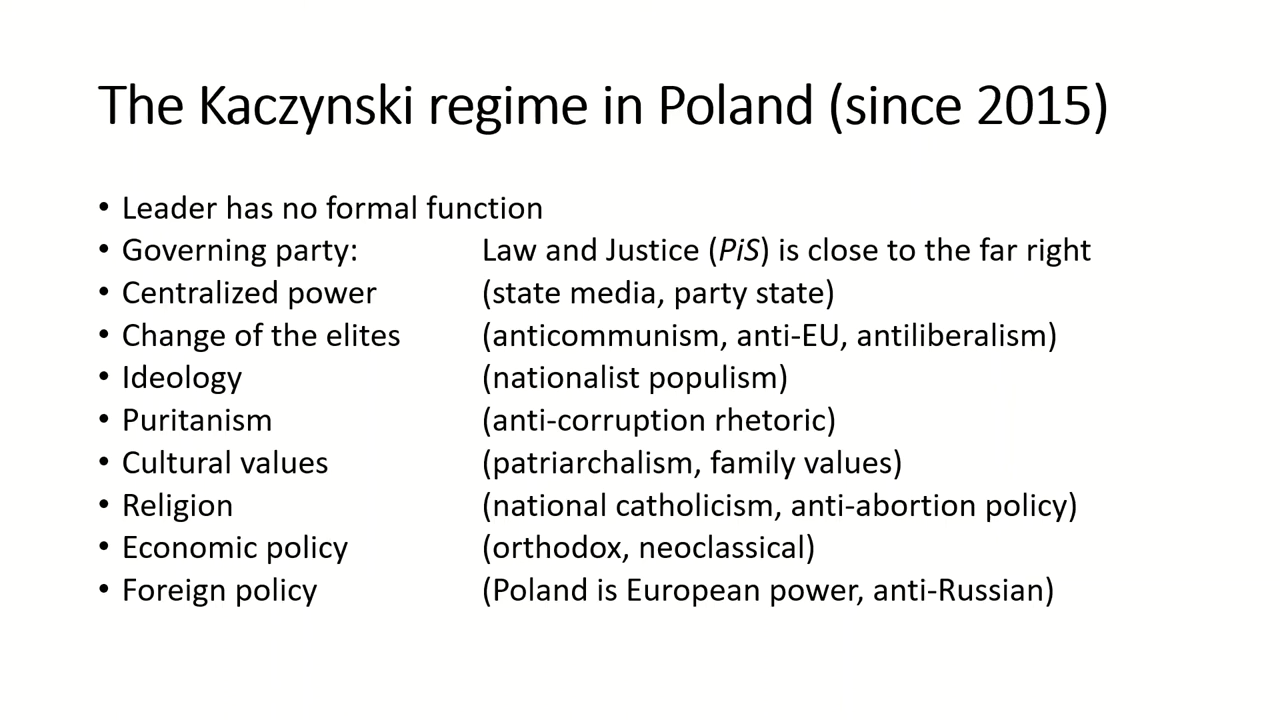 The Kaczynski regime in Poland (since 2015)
• Leader has no formal function
• Governing party: Law and Justice (PiS) is close to the far right
• Centralized power (state media, party state)
• Change of the elites (anticommunism, anti-EU, antiliberalism)
• Ideology (nationalist populism)
• Puritanism (anti-corruption rhetoric)
• Cultural values (patriarchalism, family values)
• Religion (national catholicism, anti-abortion policy)
• Economic policy (orthodox, neoclassical)
• Foreign policy (Poland is European power, anti-Russian)